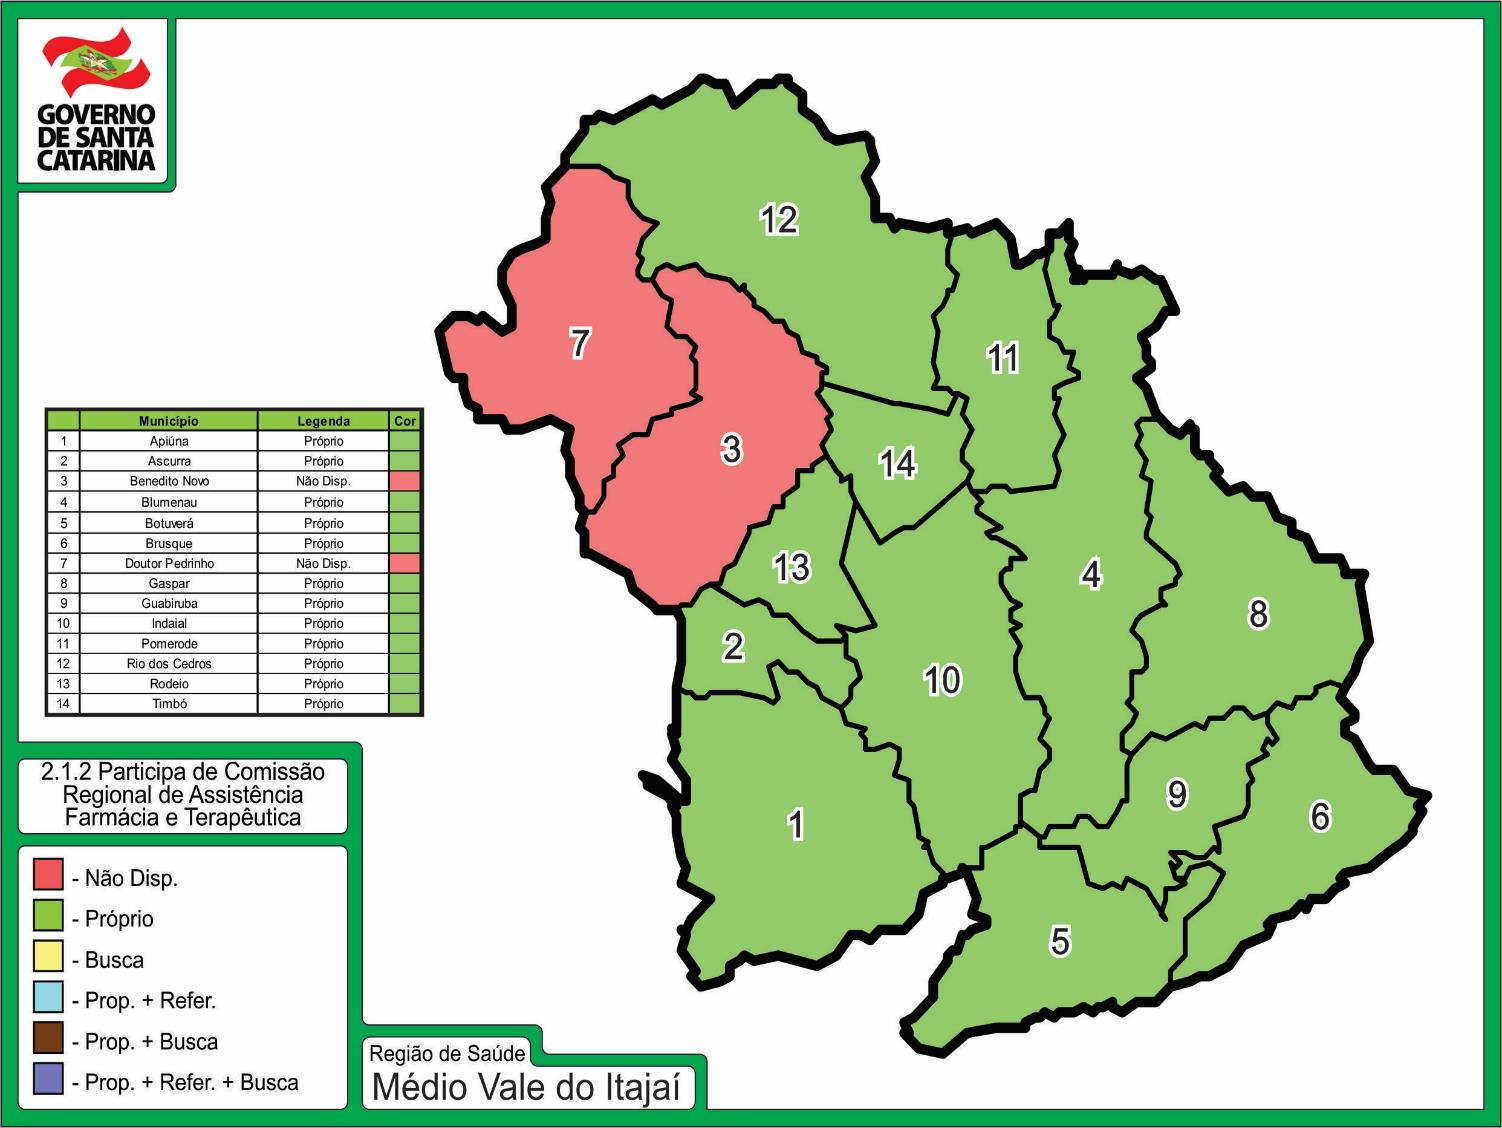 GOVERNO
DE SANTA
CATARINA
Município Legenda Cor
1 Apiúna Próprio
2 Ascurra Próprio
3 Benedito Novo Não Disp.
4 Blumenau Próprio
5 Botuverá Próprio
6 Brusque Próprio
7 Doutor Pedrinho Não Disp.
8 Gaspar Próprio
9 Guabiruba Próprio
10 Indaial Próprio
11 Pomerode Próprio
12 Rio dos Cedros Próprio
13 Rodeio Próprio
14 Timbó Próprio
2.1.2 Participa de Comissão
Regional de Assistência
Farmácia e Terapêutica
- Não Disp.
- Próprio
- Busca
- Prop. + Refer.
- Prop. + Busca
- Prop. + Refer. + Busca
Região de Saúde
Médio Vale do Itajaí
12
7
11
3
14
13
4
8
2
10
9
6
1
5